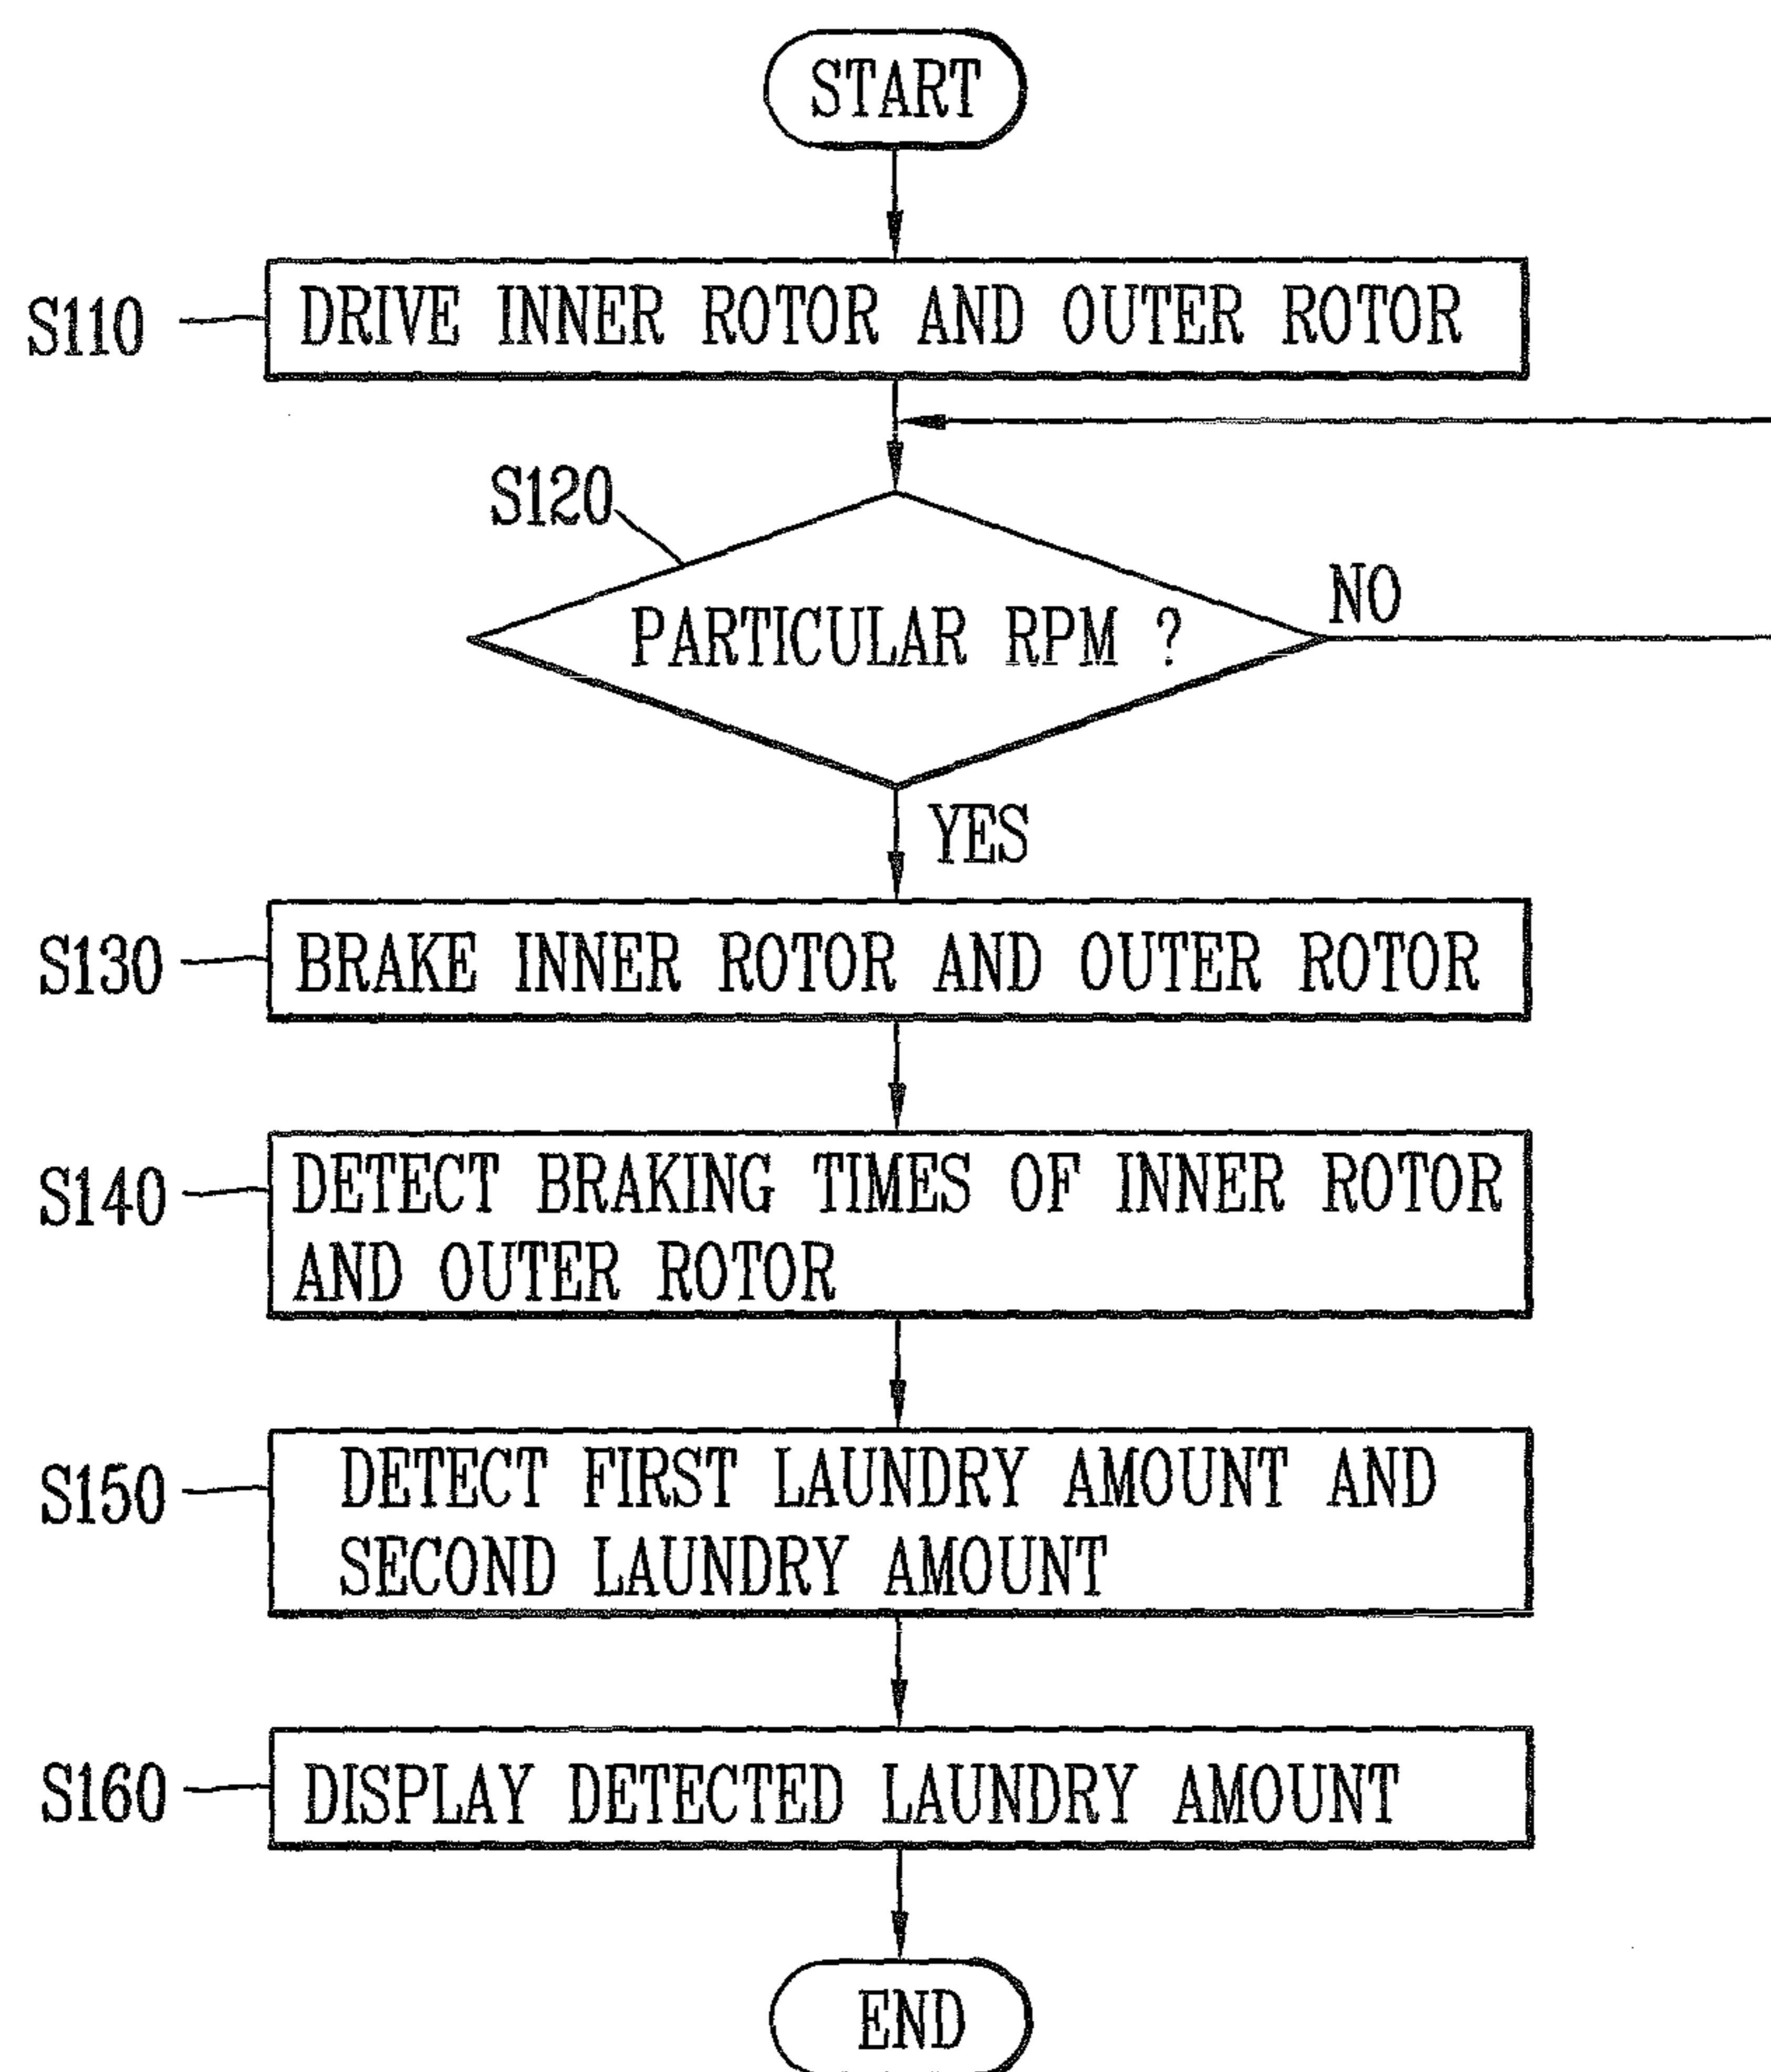 START
S110
DRIVE INNER ROTOR AND OUTER ROTOR
S120
PARTICULAR RPM ?
NO
YES
S130
BRAKE INNER ROTOR AND OUTER ROTOR
S140
DETECT BRAKING TIMES OF INNER ROTOR
AND OUTER ROTOR
S150
DETECT FIRST LAUNDRY AMOUNT AND
SECOND LAUNDRY AMOUNT
S160
DISPLAY DETECTED LAUNDRY AMOUNT
END